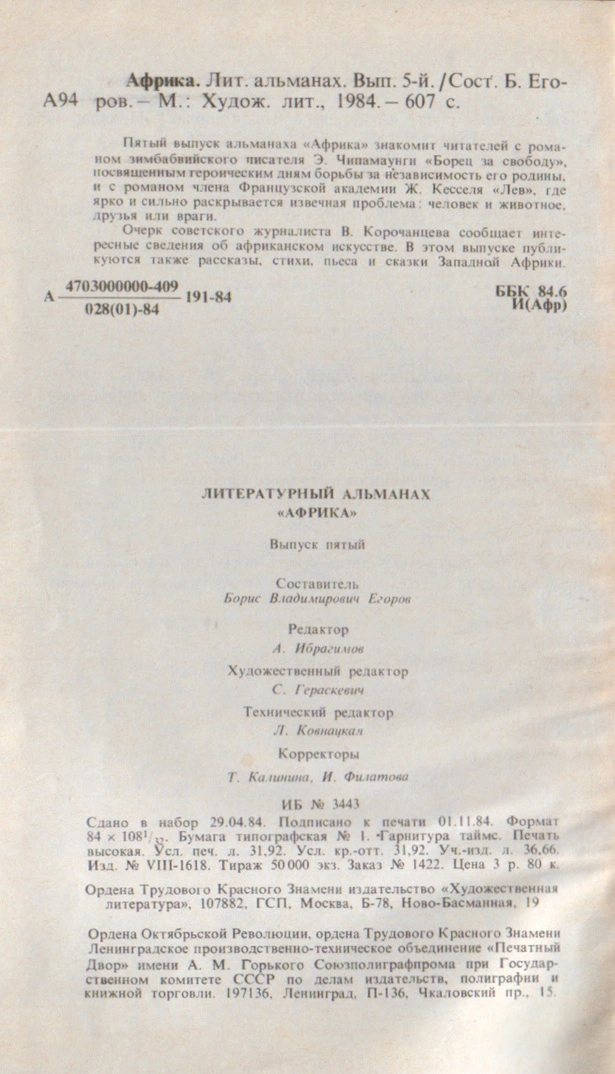 Африка. Лит. альманах. Вып. 5-й. /Сост. Б. Его-
А94 ров. – М.: Худож. лит., 1984. – 607 с.
Пятый выпуск альманаха «Африка» знакомит читателей с рома-
ном зимбабвийского писателя Э. Чипамаунги «Борец за свободу»,
посвященным героическим дням борьбы за независимость его родины,
и с романом члена Французской академии Ж. Кесселя «Лев», где
ярко и сильно раскрывается извечная проблема: человек и животное,
друзья или враги.
Очерк советского журналиста В. Корочанцева сообщает инте-
ресные сведения об африканском искусстве. В этом выпуске публи-
куются также рассказы, стихи, пьеса и сказки Западной Африки.
А 4703000000-409 191-84
028(01)-84
ББК 84.6
И(Афр)
ЛИТЕРАТУРНЫЙ АЛЬМАНАХ
«АФРИКА»
Выпуск пятый
Составитель
Борис Владимирович Егоров
Редактор
А. Ибрагимов
Художественный редактор
С. Гераскевич
Технический редактор
Л. Ковнацкая
Корректоры
Т. Калинина, И. Филатова
ИБ № 3443
Сдано в набор 29.04.84. Подписано к печати 01.11.84. Формат
84 × 108 1/32. Бумага типографская № 1. Гарнитура таймс. Печать
высокая. Усл. печ. л. 31,92. Усл. кр.-отт. 31,92. Уч.-изд. л. 36,66.
Изд. № VIII-1618. Тираж 50 000 экз. Заказ № 1422. Цена 3 р. 80 к.
Ордена Трудового Красного Знамени издательство «Художественная
литература», 107882, ГСП, Москва, Б-78, Ново-Басманная, 19
Ордена Октябрьской Революции, ордена Трудового Красного Знамени
Ленинградское производственно-техническое объединение «Печатный
Двор» имени А. М. Горького Союзполиграфпрома при Государ-
ственном комитете СССР по делам издательств, полиграфии и
книжной торговли. 197136, Ленинград, П-136, Чкаловский пр., 15.